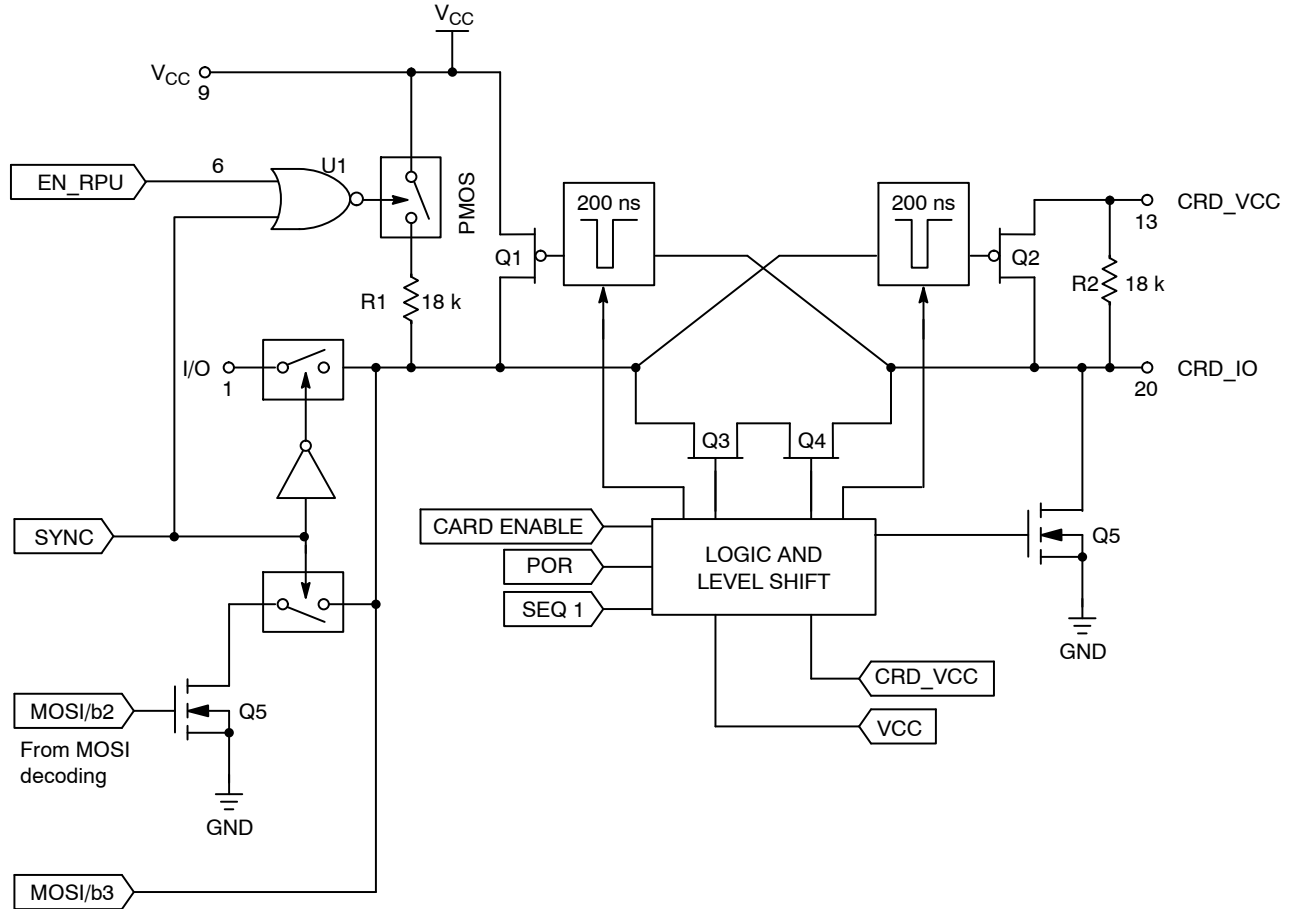 VCC
VCC
9
EN_RPU
6
U1
PMOS
200 ns
200 ns
CRD_VCC
13
Q1
Q2
R1
18 k
R2
18 k
I/O
1
CRD_IO
20
Q3
Q4
SYNC
CARD ENABLE
POR
SEQ 1
LOGIC AND
LEVEL SHIFT
Q5
GND
CRD_VCC
VCC
MOSI/b2
Q5
From MOSI
decoding
GND
MOSI/b3